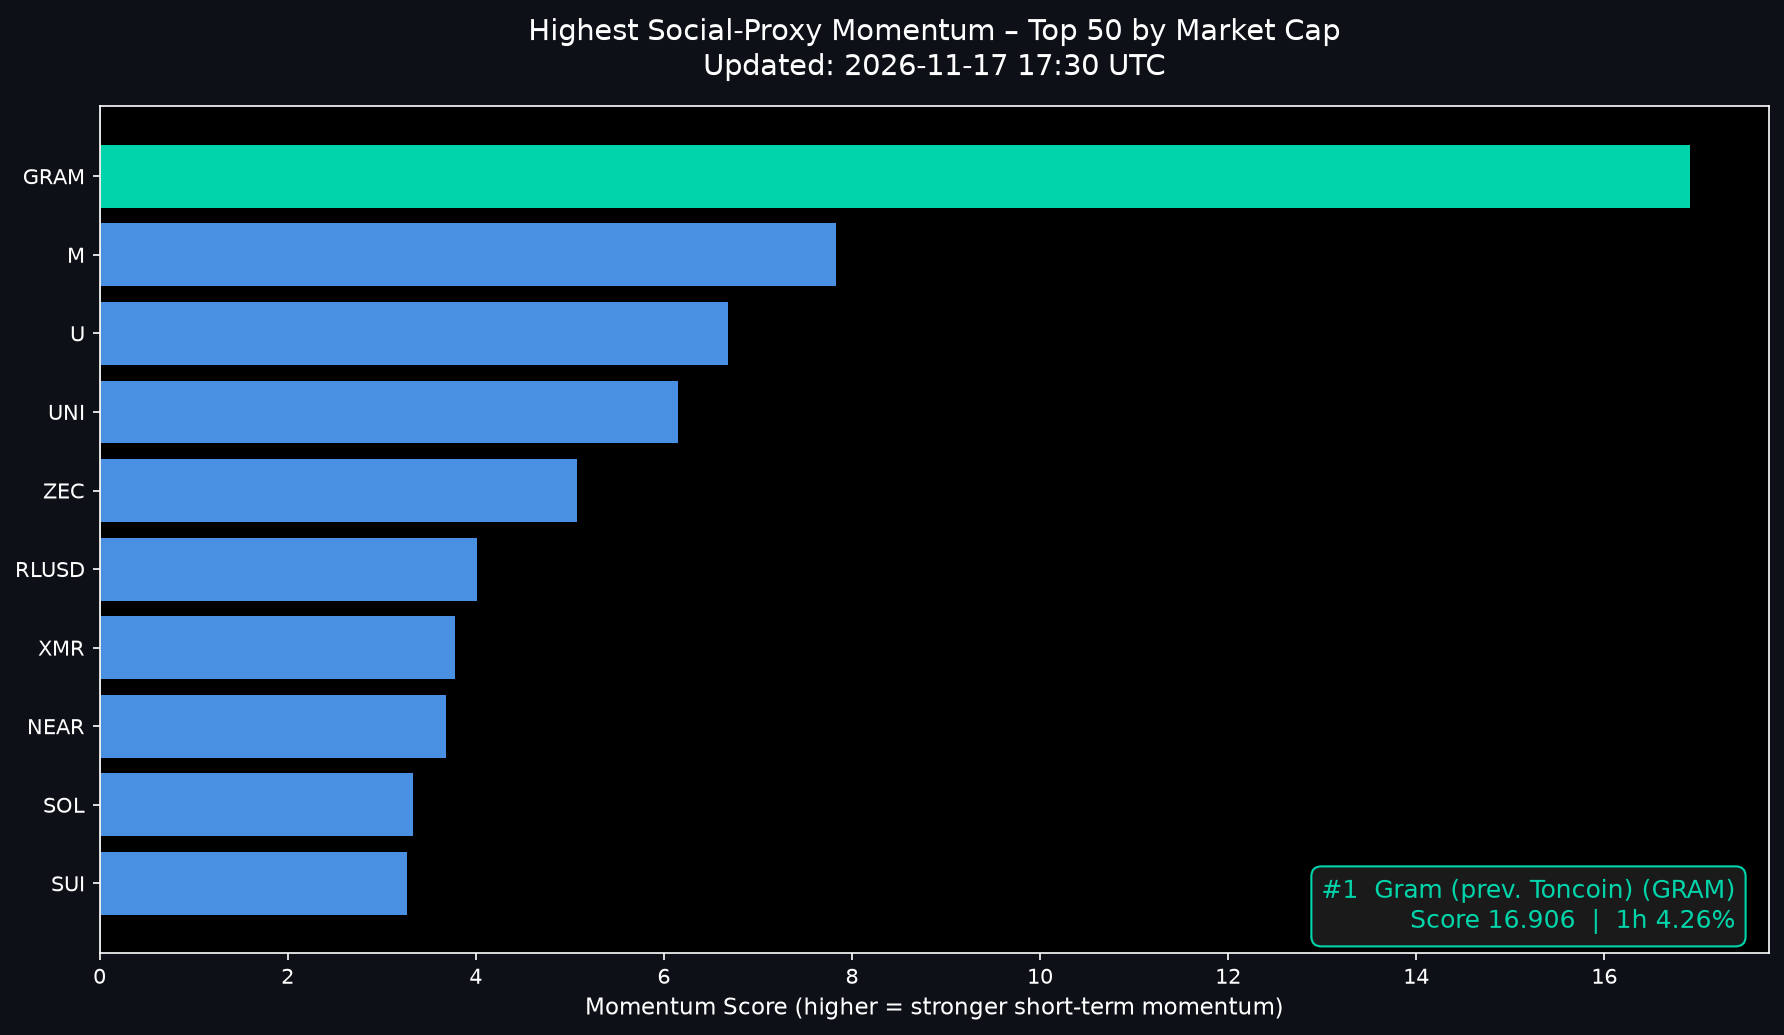 Highest Social-Proxy Momentum – Top 50 by Market Cap
Updated: 2026-11-17 17:30 UTC
GRAM
M
U
UNI
ZEC
RLUSD
XMR
NEAR
SOL
SUI
#1  Gram (prev. Toncoin) (GRAM)
Score 16.906  |  1h 4.26%
0 2 4 6 8 10 12 14 16
Momentum Score (higher = stronger short-term momentum)